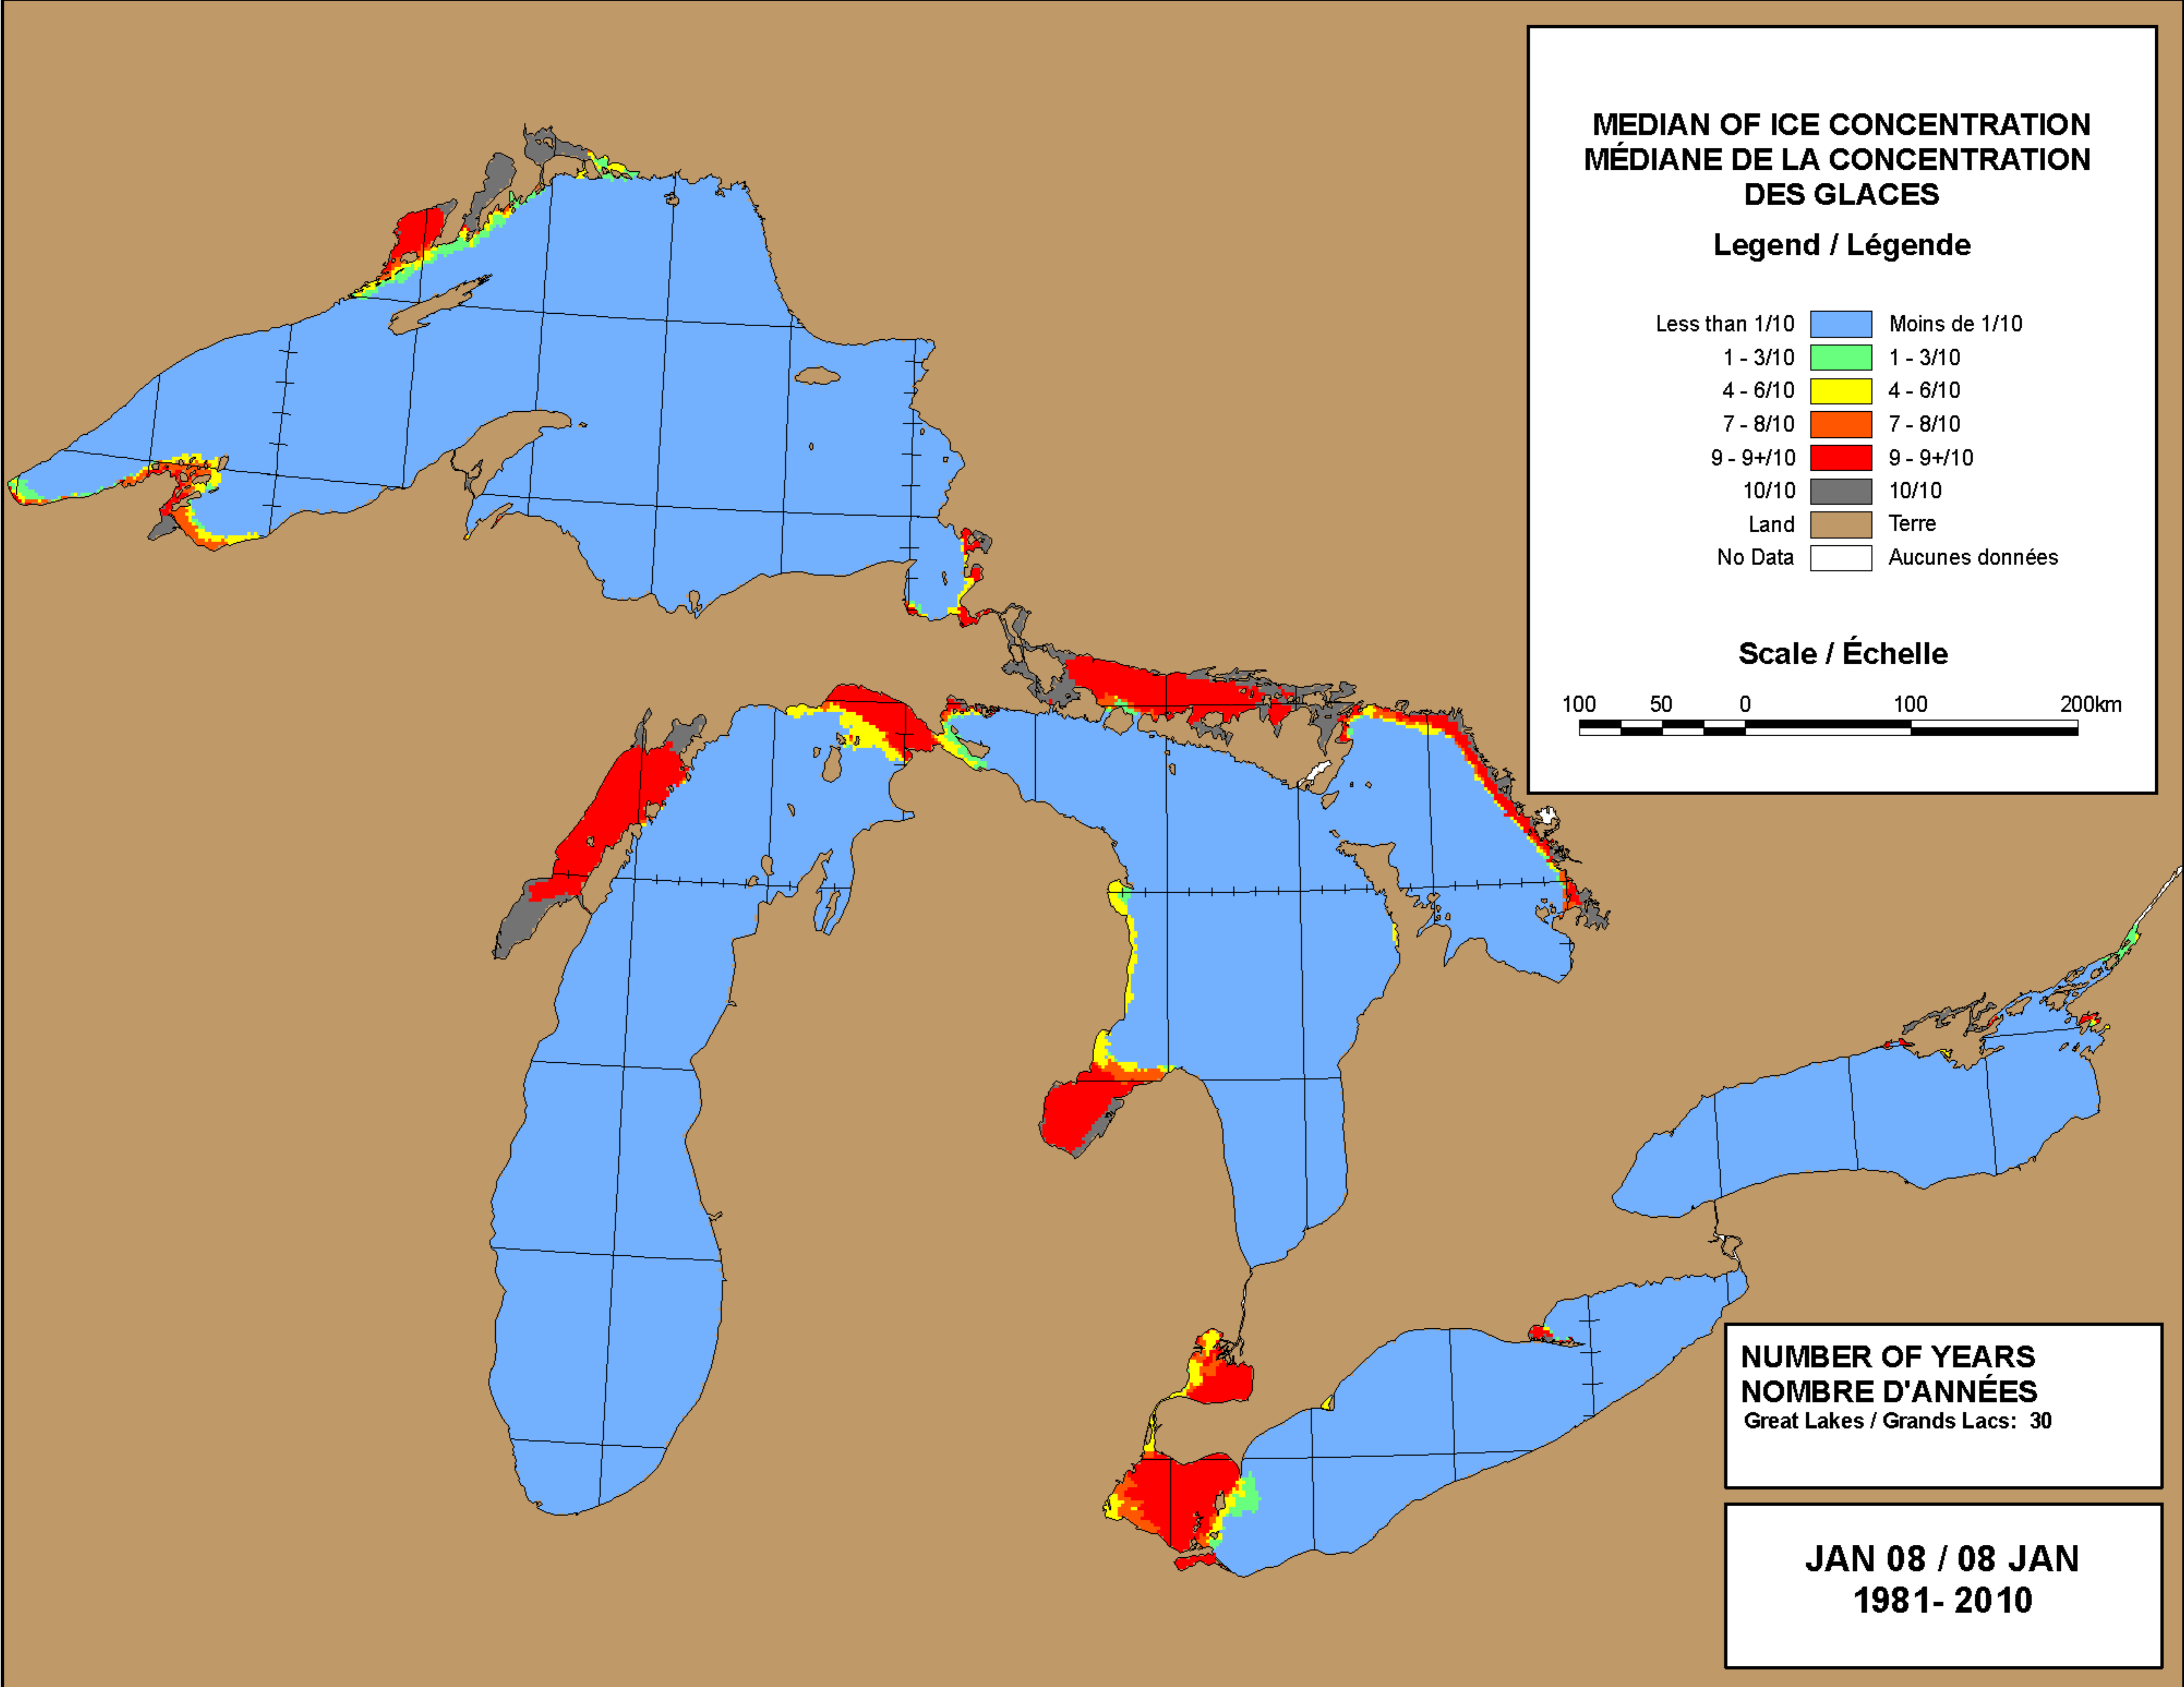 MEDIAN OF ICE CONCENTRATION
MÉDIANE DE LA CONCENTRATION
DES GLACES
Legend / Légende
Less than 1/10 Moins de 1/10
1 - 3/10 1 - 3/10
4 - 6/10 4 - 6/10
7 - 8/10 7 - 8/10
9 - 9+/10 9 - 9+/10
10/10 10/10
Land Terre
No Data Aucunes données
Scale / Échelle
100 50 0 100 200km
NUMBER OF YEARS
NOMBRE D'ANNÉES
Great Lakes / Grands Lacs: 30
JAN 08 / 08 JAN
1981- 2010